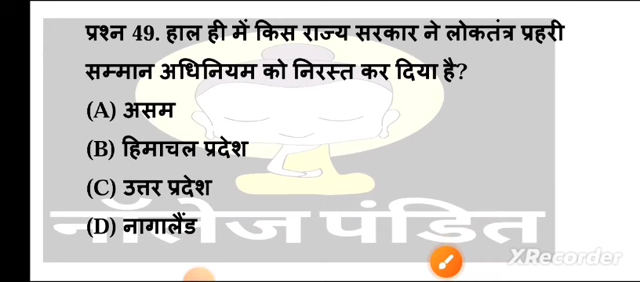 प्रश्न 49. हाल ही में किस राज्य सरकार ने लोकतंत्र प्रहरी
सम्मान अधिनियम को निरस्त कर दिया है?
(A) असम
(B) हिमाचल प्रदेश
(C) उत्तर प्रदेश
(D) नागालैंड
नॉलेज पंडित
XRecorder